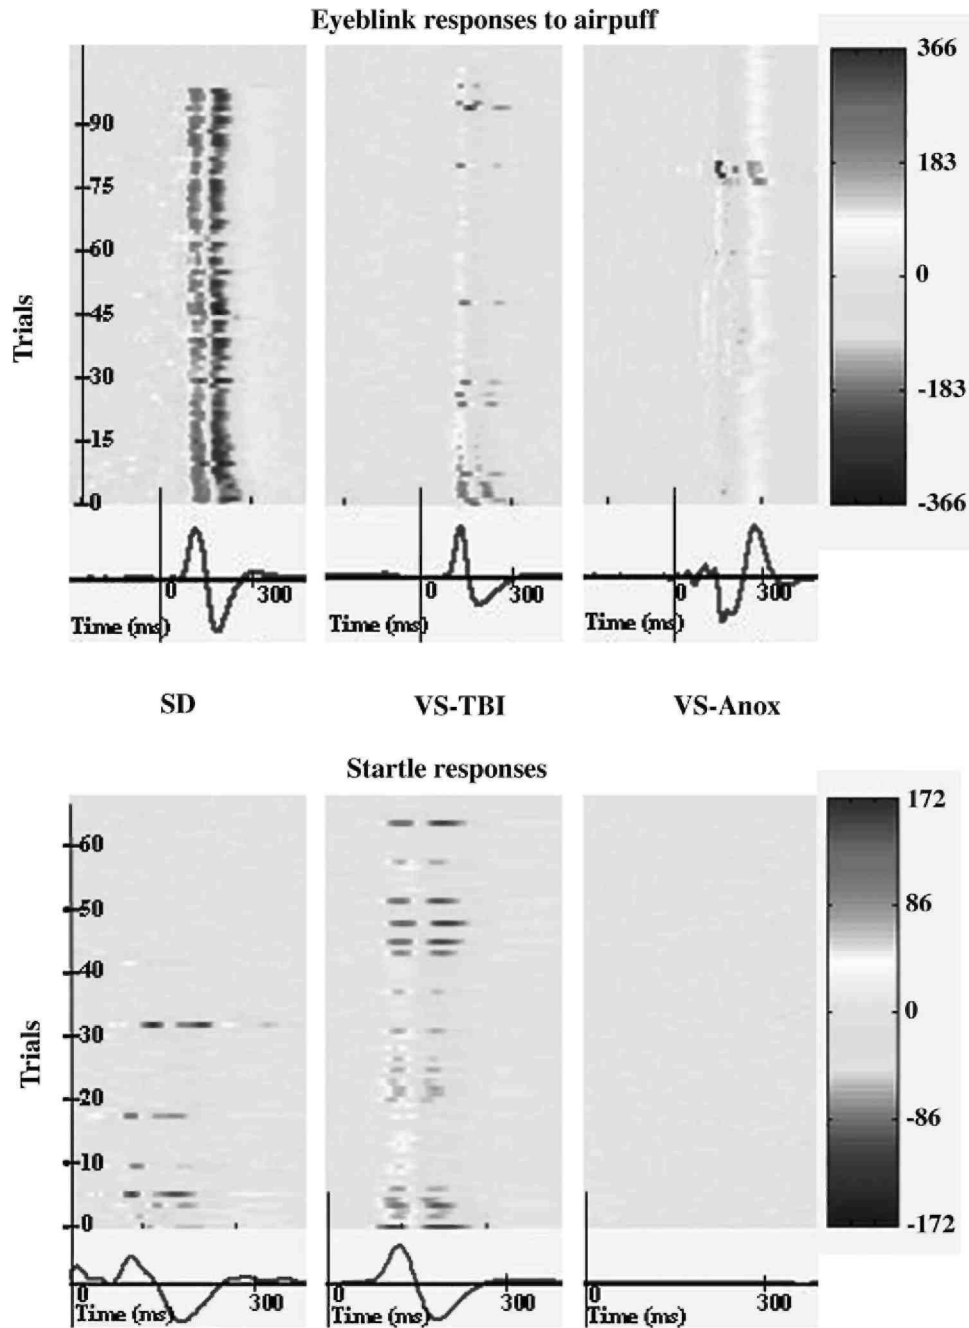 Eyeblink responses to airpuff
Trials
90
75
60
45
30
15
0
366
183
0
-183
-366
0 300
Time (ms)
0 300
Time (ms)
0 300
Time (ms)
SD VS-TBI VS-Anox
Startle responses
Trials
60
50
40
30
20
10
0
172
86
0
-86
-172
0 300
Time (ms)
0 300
Time (ms)
0 300
Time (ms)